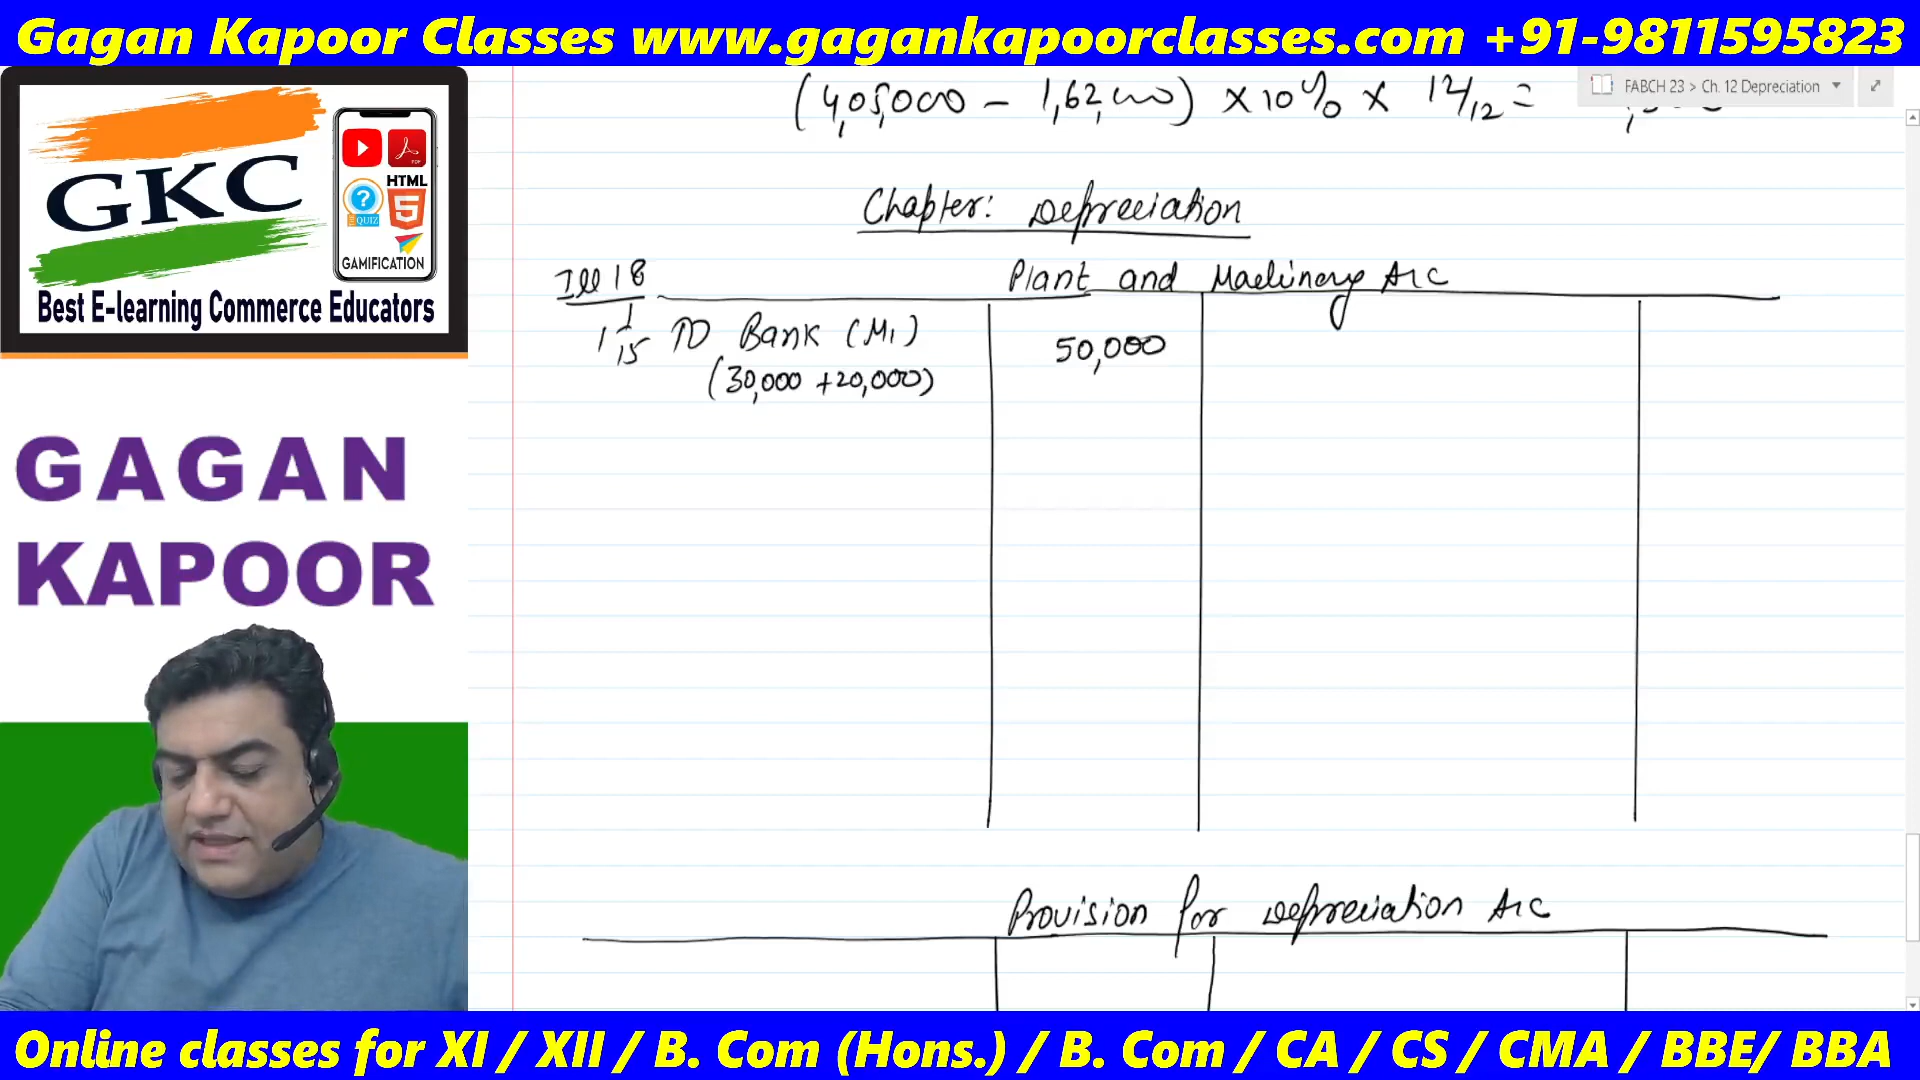 Gagan Kapoor Classes www.gagankapoorclasses.com +91-9811595823
GKC
?
QUIZ
PDF
HTML
5
GAMIFICATION
Best E-learning Commerce Educators
GAGAN
KAPOOR
FABCH 23 > Ch. 12 Depreciation
(4,05,000 - 1,62,000) x 10% x 12/12 =
Chapter: Depreciation
Ill 18
Plant and Machinery A/c
1/1/15 TO Bank (M1) 50,000
(30,000 + 20,000)
Provision for Depreciation A/c
Online classes for XI / XII / B. Com (Hons.) / B. Com / CA / CS / CMA / BBE/ BBA